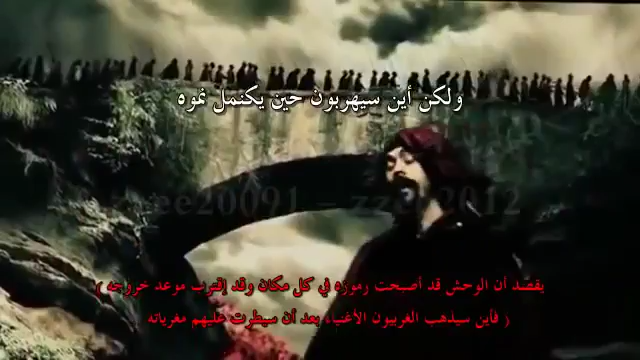 ولكن أين سيهربون حين يكتمل نموه
يقصد أن الوحش قد أصبحت رموزه في كل مكان وقد إقترب موعد خروجه )
( فأين سيذهب الغربيون الأغبياء بعد أن سيطرت عليهم مغرياته